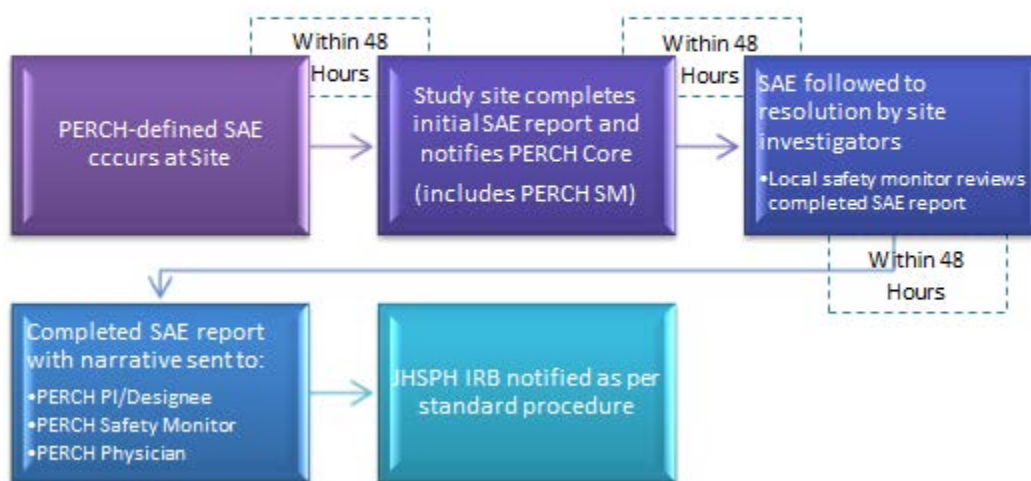 Within 48
Hours
Within 48
Hours
PERCH-defined SAE
cccurs at Site
Study site completes
initial SAE report and
notifies PERCH Core
(includes PERCH SM)
SAE followed to
resolution by site
investigators
•Local safety monitor reviews
completed SAE report
Within 48
Hours
Completed SAE report
with narrative sent to:
•PERCH PI/Designee
•PERCH Safety Monitor
•PERCH Physician
JHSPH IRB notified as per
standard procedure